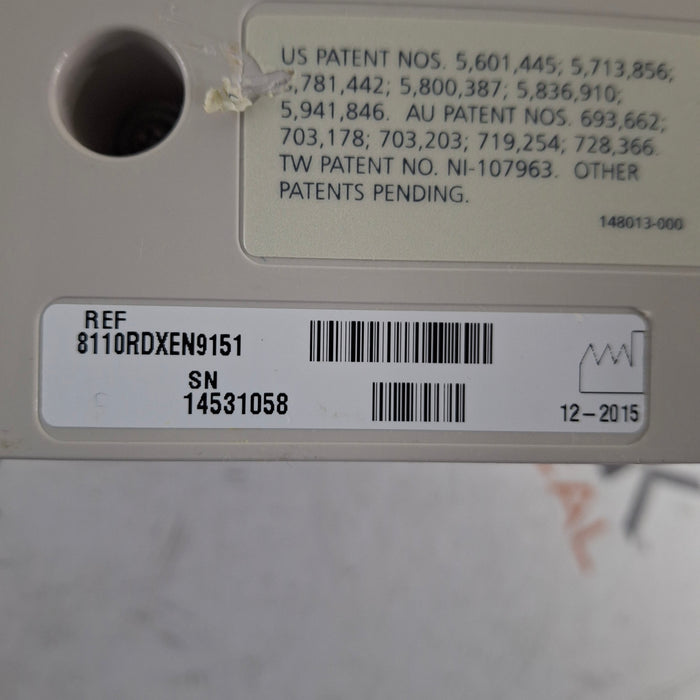 US PATENT NOS. 5,601,445; 5,713,856;
,781,442; 5,800,387; 5,836,910;
5,941,846. AU PATENT NOS. 693,662;
703,178; 703,203; 719,254; 728,366.
TW PATENT NO. NI-107963. OTHER
PATENTS PENDING.
148013-000
REF
8110RDXEN9151
SN
14531058
12-2015
AL